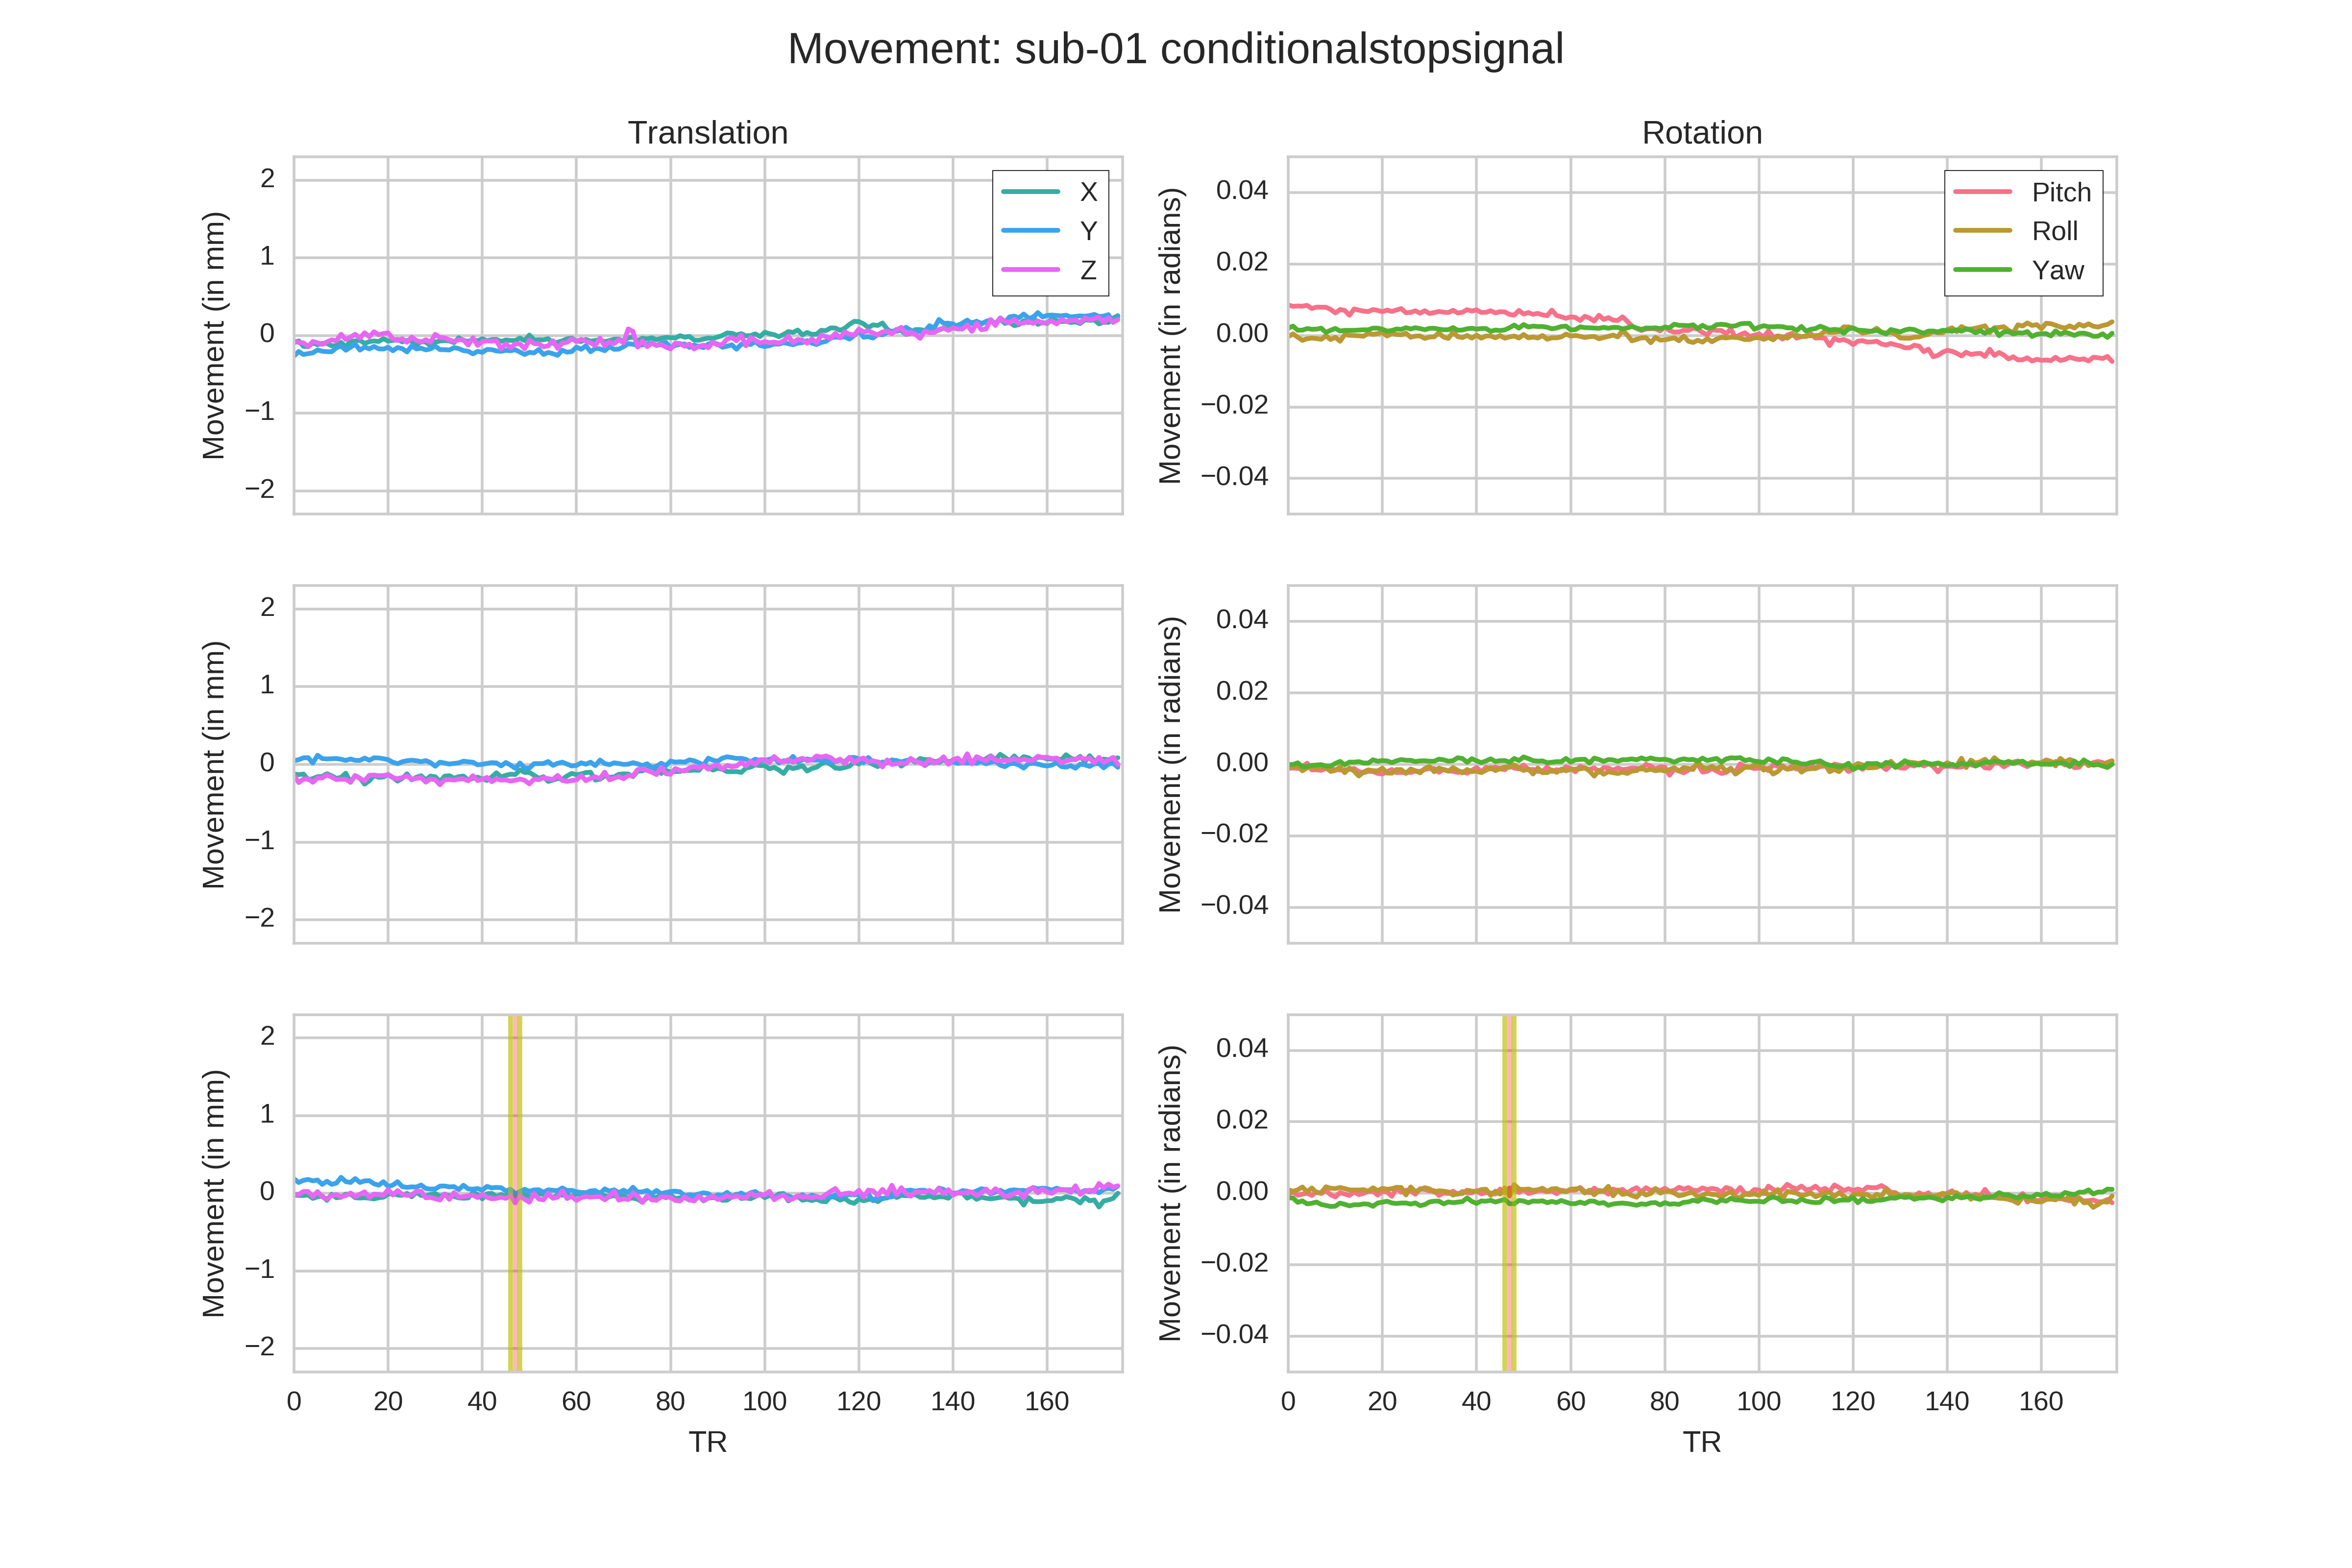 Movement: sub-01 conditionalstopsignal
Translation
Movement (in mm)
2
1
0
−1
−2
X
Y
Z
Rotation
Movement (in radians)
0.04
0.02
0.00
−0.02
−0.04
Pitch
Roll
Yaw
Movement (in mm)
2
1
0
−1
−2
Movement (in radians)
0.04
0.02
0.00
−0.02
−0.04
Movement (in mm)
2
1
0
−1
−2
0 20 40 60 80 100 120 140 160
TR
Movement (in radians)
0.04
0.02
0.00
−0.02
−0.04
0 20 40 60 80 100 120 140 160
TR